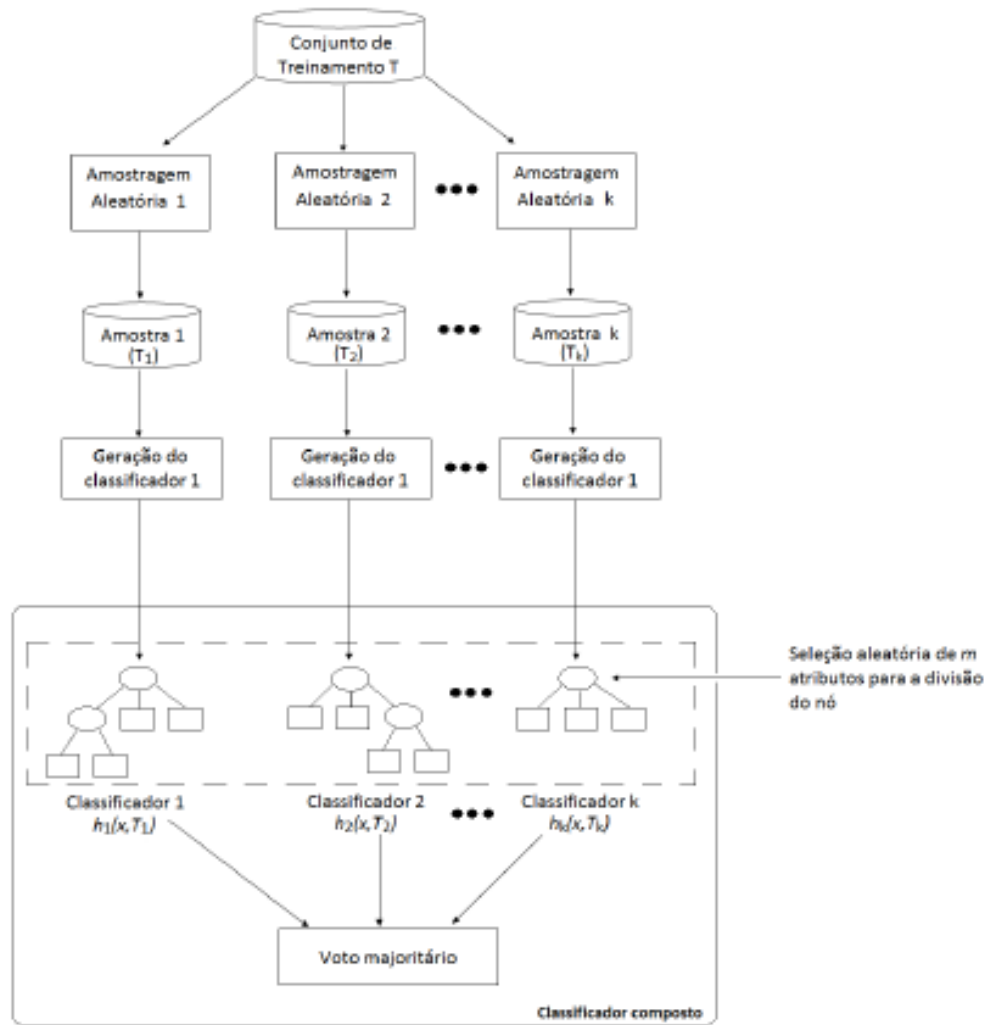 Conjunto de
Treinamento T
Amostragem
Aleatória 1
Amostragem
Aleatória 2
Amostragem
Aleatória k
Amostra 1
(T₁)
Amostra 2
(T₂)
Amostra k
(Tₖ)
Geração do
classificador 1
Geração do
classificador 1
Geração do
classificador 1
Seleção aleatória de m
atributos para a divisão
do nó
Classificador 1
h₁(x,T₁)
Classificador 2
h₂(x,T₂)
Classificador k
hₖ(x,Tₖ)
Voto majoritário
Classificador composto